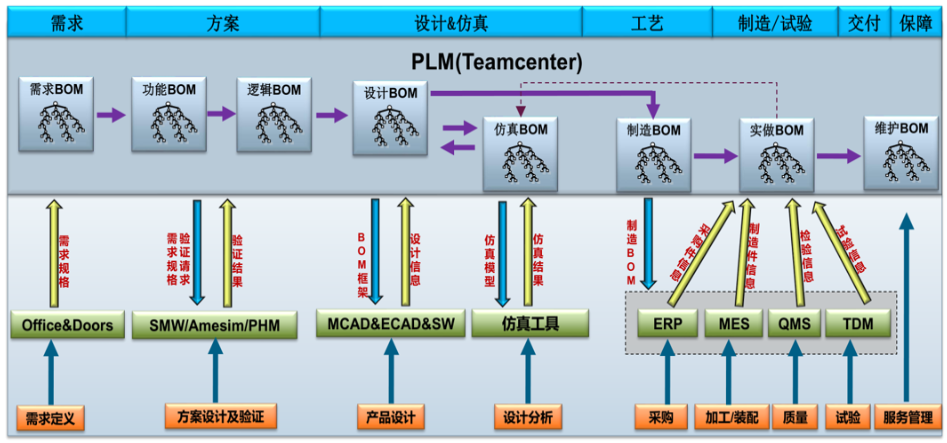 需求
方案
设计&仿真
工艺
制造/试验
交付
保障
PLM(Teamcenter)
需求BOM
功能BOM
逻辑BOM
设计BOM
仿真BOM
制造BOM
实做BOM
维护BOM
需求规格
验证请求
需求规格
验证结果
BOM框架
设计信息
仿真模型
仿真结果
制造BOM
制造件信息
检验信息
试验信息
Office&Doors
SMW/Amesim/PHM
MCAD&ECAD&SW
仿真工具
ERP
MES
QMS
TDM
需求定义
方案设计及验证
产品设计
设计分析
采购
加工/装配
质量
试验
服务管理